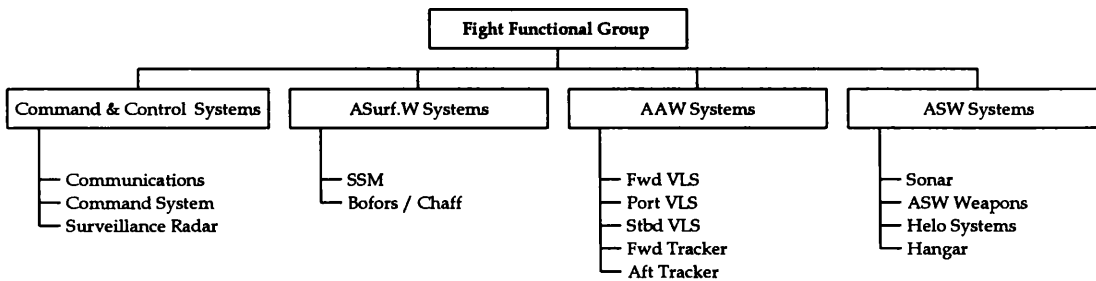 Fight Functional Group
Command & Control Systems
Communications
Command System
Surveillance Radar
ASurf.W Systems
SSM
Bofors / Chaff
AAW Systems
Fwd VLS
Port VLS
Stbd VLS
Fwd Tracker
Aft Tracker
ASW Systems
Sonar
ASW Weapons
Helo Systems
Hangar